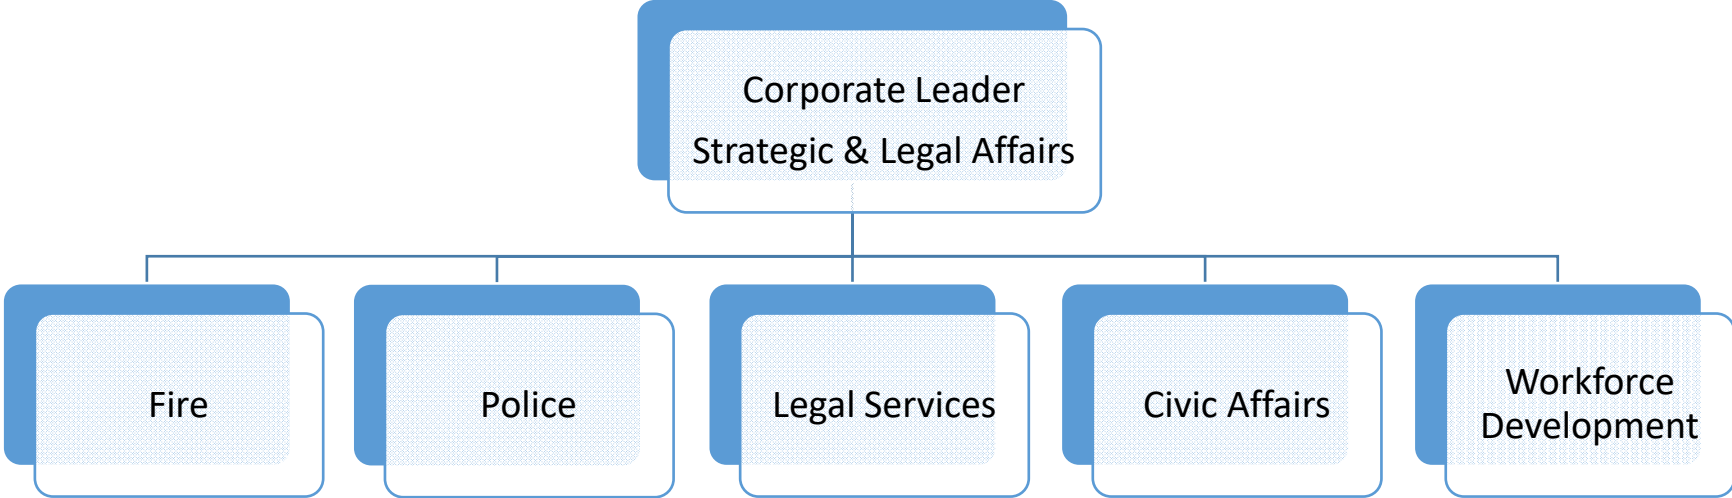 Corporate Leader
Strategic & Legal Affairs
Fire
Police
Legal Services
Civic Affairs
Workforce
Development